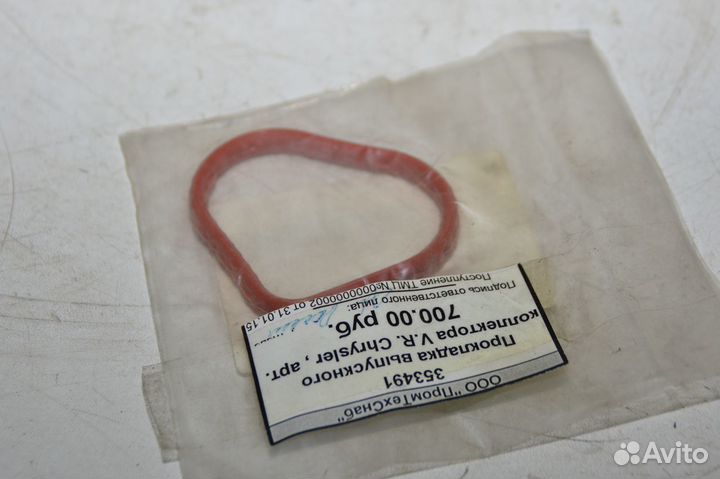 ООО "ПромТехСнаб"
353491
Прокладка выпускного
коллектора V.R. Chrysler , арт.
700.00 руб.
Подпись ответственного лица:
Поступление ТМЦ №00000000002 от 31.01.15
Avito